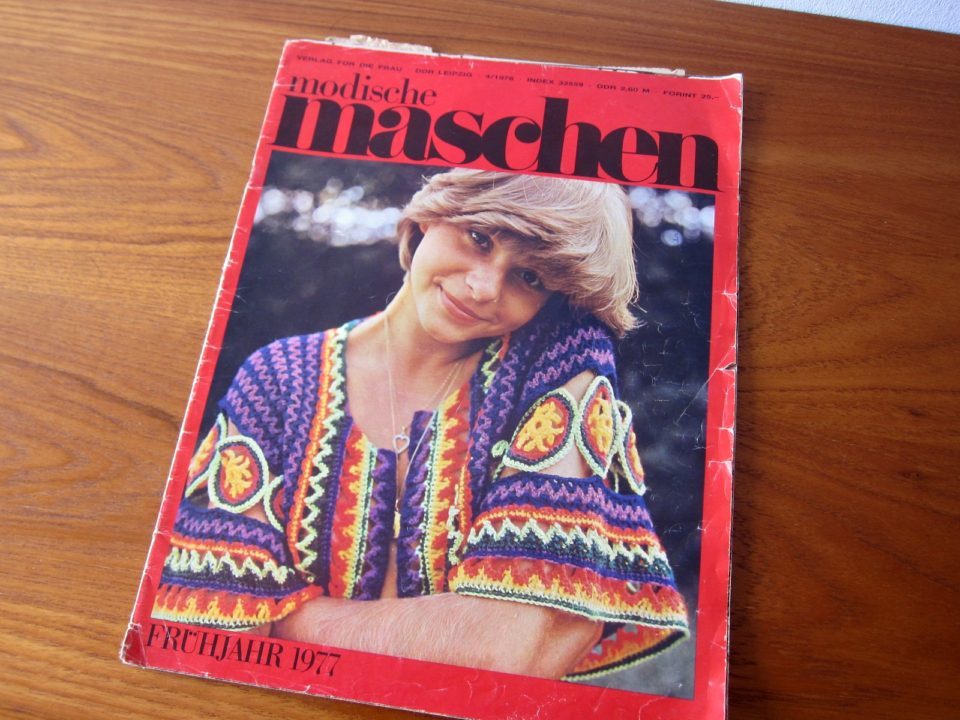 VERLAG FÜR DIE FRAU · DDR LEIPZIG · 4/1976 · INDEX 32559 · DDR 2,60 M · FORINT 25,–
modische
maschen
FRÜHJAHR 1977